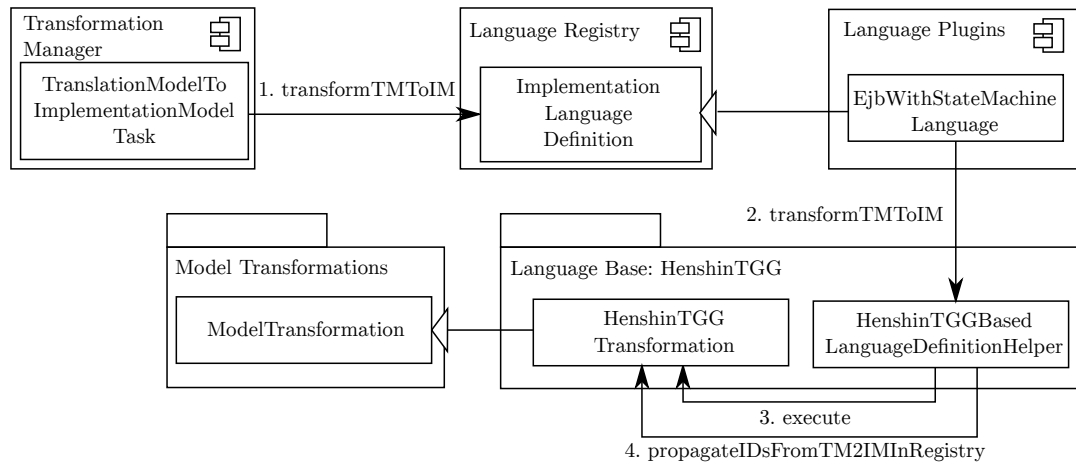 Transformation
Manager
TranslationModelTo
ImplementationModel
Task
1. transformTMToIM
Language Registry
Implementation
Language
Definition
Language Plugins
EjbWithStateMachine
Language
2. transformTMToIM
Model Transformations
ModelTransformation
Language Base: HenshinTGG
HenshinTGG
Transformation
HenshinTGGBased
LanguageDefinitionHelper
3. execute
4. propagateIDsFromTM2IMInRegistry